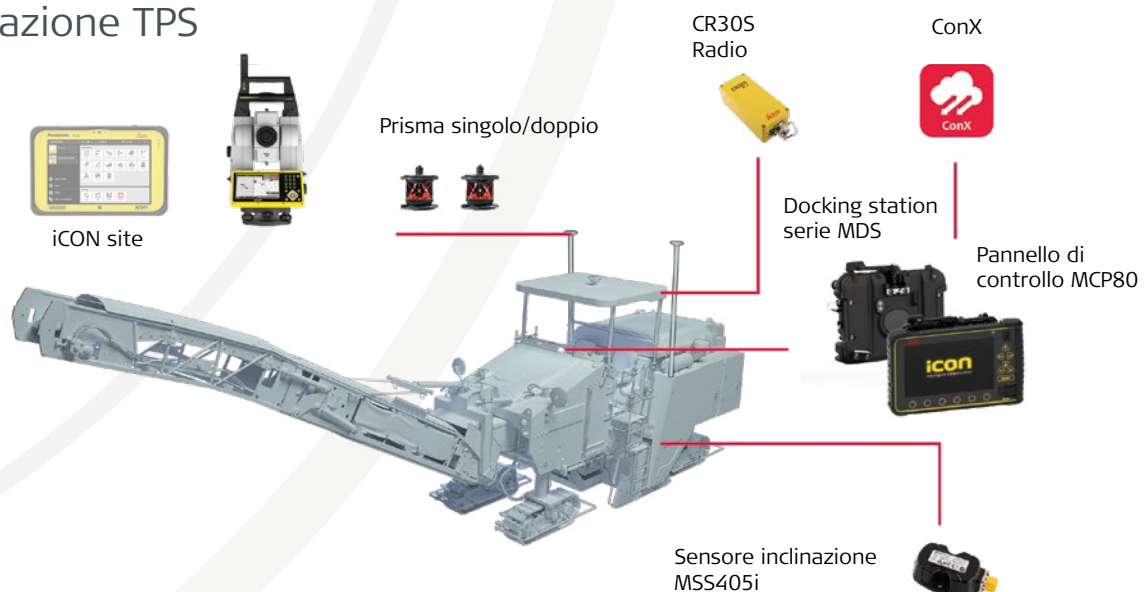 azione TPS
CR30S
Radio
ConX
ConX
Prisma singolo/doppio
iCON site
Docking station
serie MDS
Pannello di
controllo MCP80
iCON
Sensore inclinazione
MSS405i